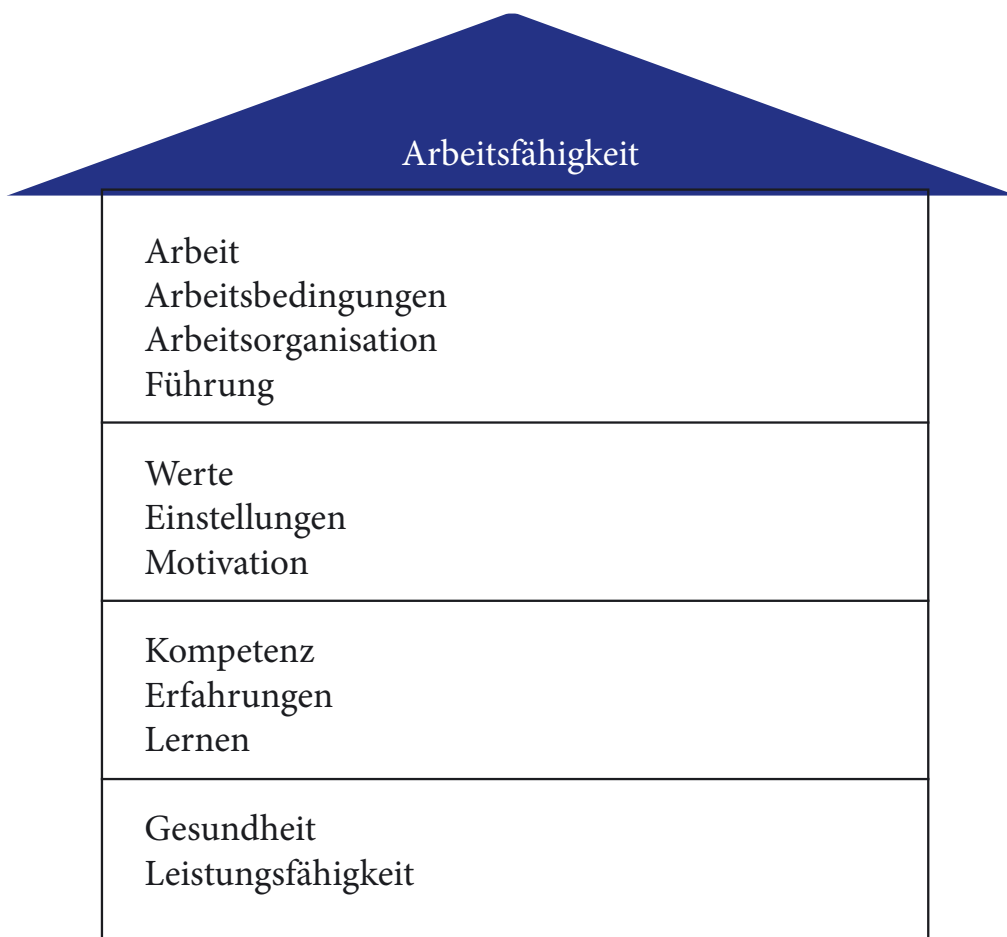 Arbeitsfähigkeit
Arbeit
Arbeitsbedingungen
Arbeitsorganisation
Führung
Werte
Einstellungen
Motivation
Kompetenz
Erfahrungen
Lernen
Gesundheit
Leistungsfähigkeit